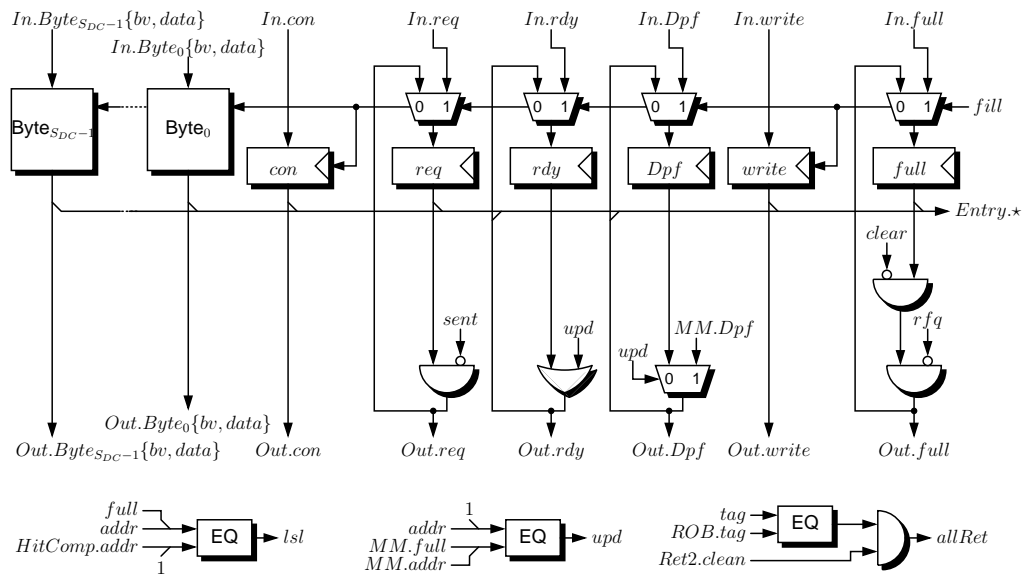 In.Byte_{S_{DC}-1}{bv, data} In.con In.req In.rdy In.Dpf In.write In.full
In.Byte_0{bv, data}
0 1 0 1 0 1 0 1 fill
Byte_{S_{DC}-1} Byte_0
con req rdy Dpf write full
Entry.⋆
clear
sent upd MM.Dpf rfq
upd 0 1
Out.Byte_0{bv, data}
Out.Byte_{S_{DC}-1}{bv, data} Out.con Out.req Out.rdy Out.Dpf Out.write Out.full
full 1 tag
addr EQ lsl addr EQ upd EQ
HitComp.addr MM.full ROB.tag allRet
1 MM.addr Ret2.clean